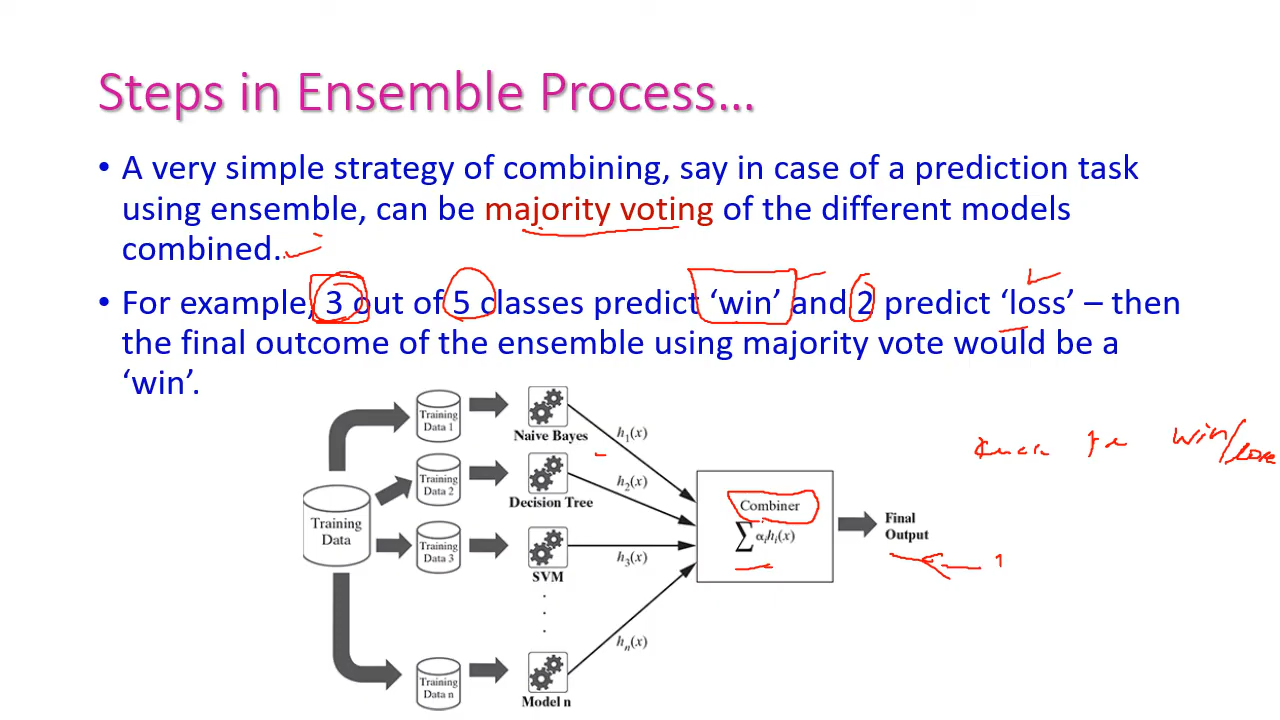 Steps in Ensemble Process...
• A very simple strategy of combining, say in case of a prediction task
using ensemble, can be majority voting of the different models
combined.
• For example, 3 out of 5 classes predict ‘win’ and 2 predict ‘loss’ – then
the final outcome of the ensemble using majority vote would be a
‘win’.
Training
Data 1
Naive Bayes
h1(x)
Training
Data 2
Decision Tree
h2(x)
Training
Data
Training
Data 3
SVM
h3(x)
Combiner
∑ αihi(x)
Final
Output
win/
Training
Data n
Model n
hn(x)